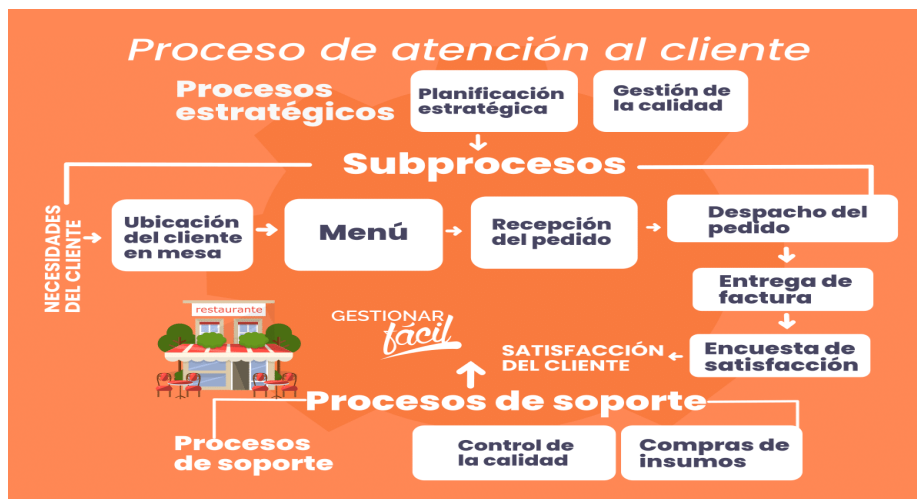 Proceso de atención al cliente
Procesos
estratégicos
Planificación
estratégica
Gestión de
la calidad
Subprocesos
NECESIDADES
DEL CLIENTE
Ubicación
del cliente
en mesa
Menú
Recepción
del pedido
Despacho del
pedido
Entrega de
factura
Encuesta de
satisfacción
SATISFACCIÓN
DEL CLIENTE
restaurante
GESTIONAR
fácil
Procesos de soporte
Procesos
de soporte
Control de
la calidad
Compras de
insumos